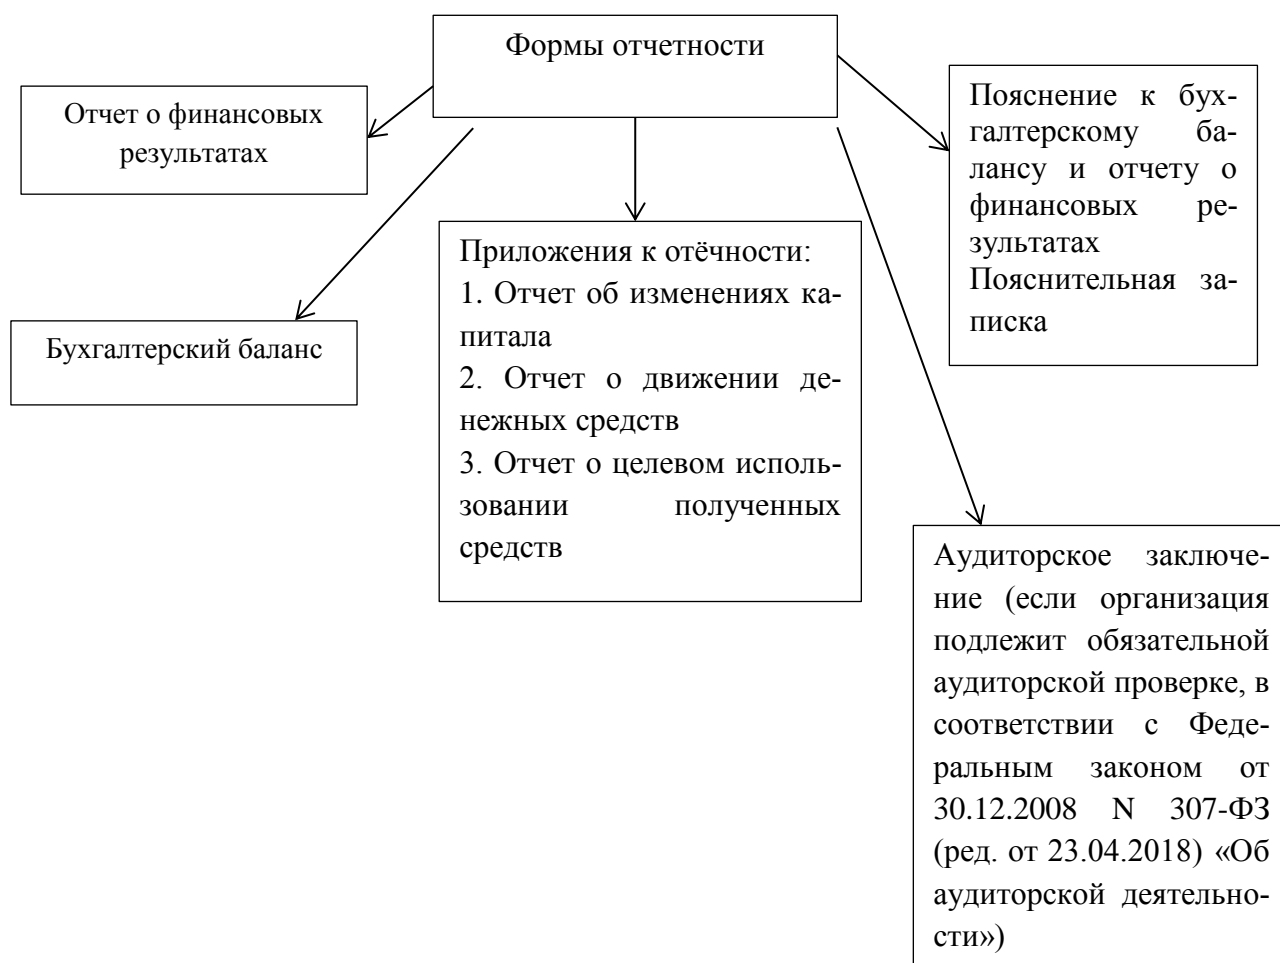 Формы отчетности
Отчет о финансовых
результатах
Бухгалтерский баланс
Приложения к отёчности:
1. Отчет об изменениях ка-
питала
2. Отчет о движении де-
нежных средств
3. Отчет о целевом исполь-
зовании полученных
средств
Пояснение к бух-
галтерскому ба-
лансу и отчету о
финансовых ре-
зультатах
Пояснительная за-
писка
Аудиторское заключе-
ние (если организация
подлежит обязательной
аудиторской проверке, в
соответствии с Феде-
ральным законом от
30.12.2008 N 307-ФЗ
(ред. от 23.04.2018) «Об
аудиторской деятельно-
сти»)